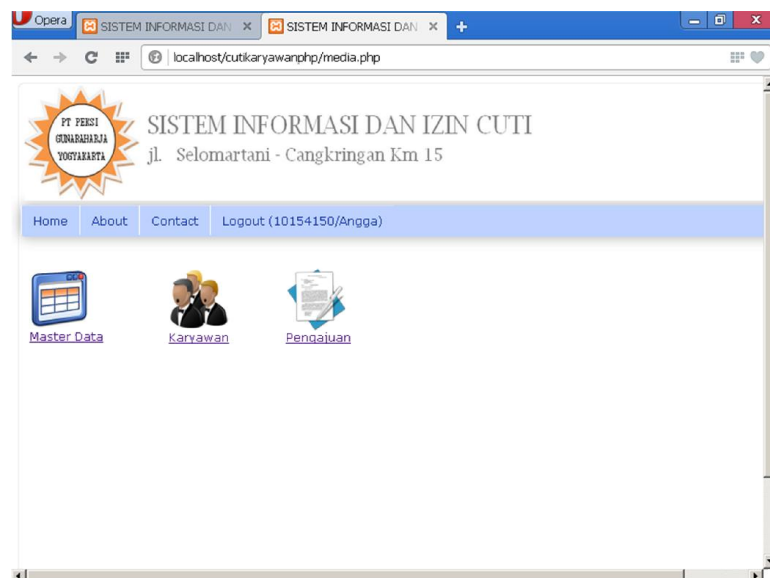 Opera
SISTEM INFORMASI DAN
SISTEM INFORMASI DAN
localhost/cutikaryawanphp/media.php
PT PEKSI
GUNARAHARJA
YOGYAKARTA
SISTEM INFORMASI DAN IZIN CUTI
jl. Selomartani - Cangkringan Km 15
Home About Contact Logout (10154150/Angga)
Master Data Karyawan Pengajuan